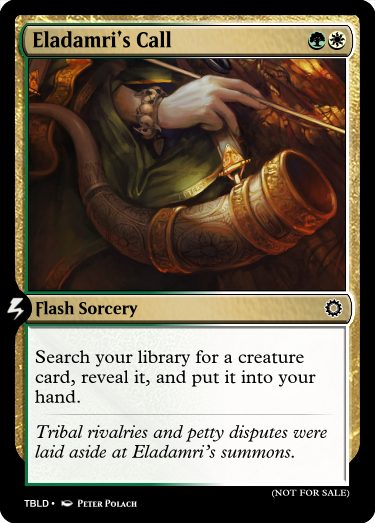 Eladamri's Call
Flash Sorcery
Search your library for a creature
card, reveal it, and put it into your
hand.
Tribal rivalries and petty disputes were
laid aside at Eladamri's summons.
(NOT FOR SALE)
TBLD • Peter Polach